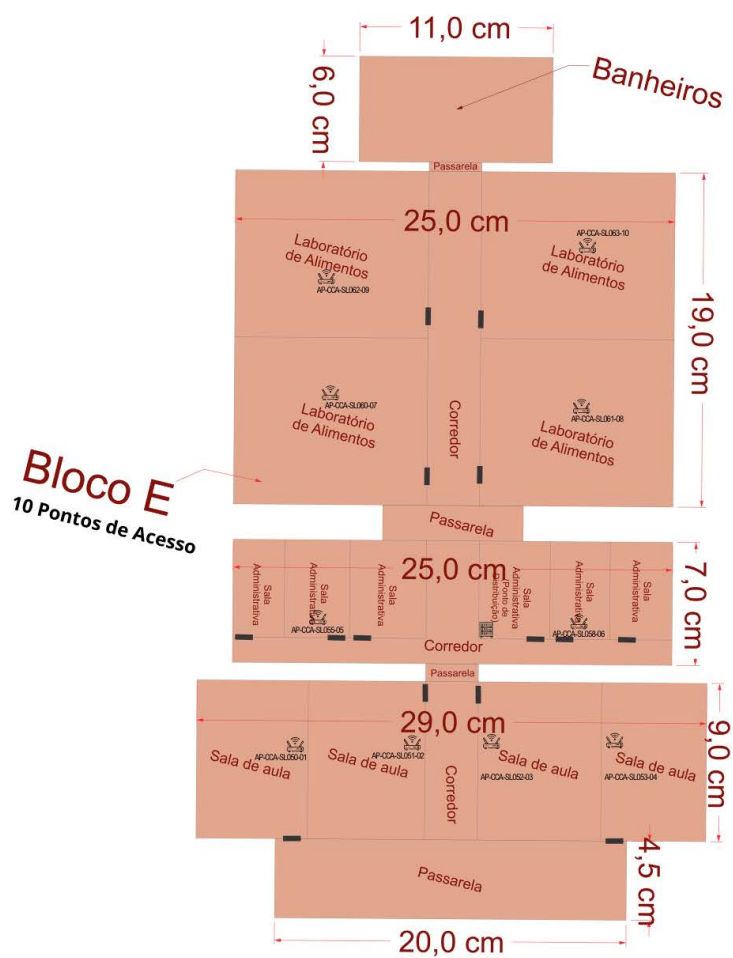 11,0 cm
6,0 cm
Banheiros
Passarela
25,0 cm
Laboratório
de Alimentos
AP-CCA-SL062-09
AP-CCA-SL063-10
Laboratório
de Alimentos
19,0 cm
AP-CCA-SL060-07
Laboratório
de Alimentos
Corredor
AP-CCA-SL061-08
Laboratório
de Alimentos
Bloco E
10 Pontos de Acesso
Passarela
25,0 cm
7,0 cm
Sala
Administrativa
Sala
Administrativa
AP-CCA-SL055-05
Sala
Administrativa
Sala
Administrativa
(Ponto de
Distribuição)
Sala
Administrativa
AP-CCA-SL058-06
Sala
Administrativa
Corredor
Passarela
29,0 cm
9,0 cm
AP-CCA-SL050-01
Sala de aula
AP-CCA-SL051-02
Sala de aula
Corredor
Sala de aula
AP-CCA-SL052-03
Sala de aula
AP-CCA-SL053-04
Passarela
4,5 cm
20,0 cm